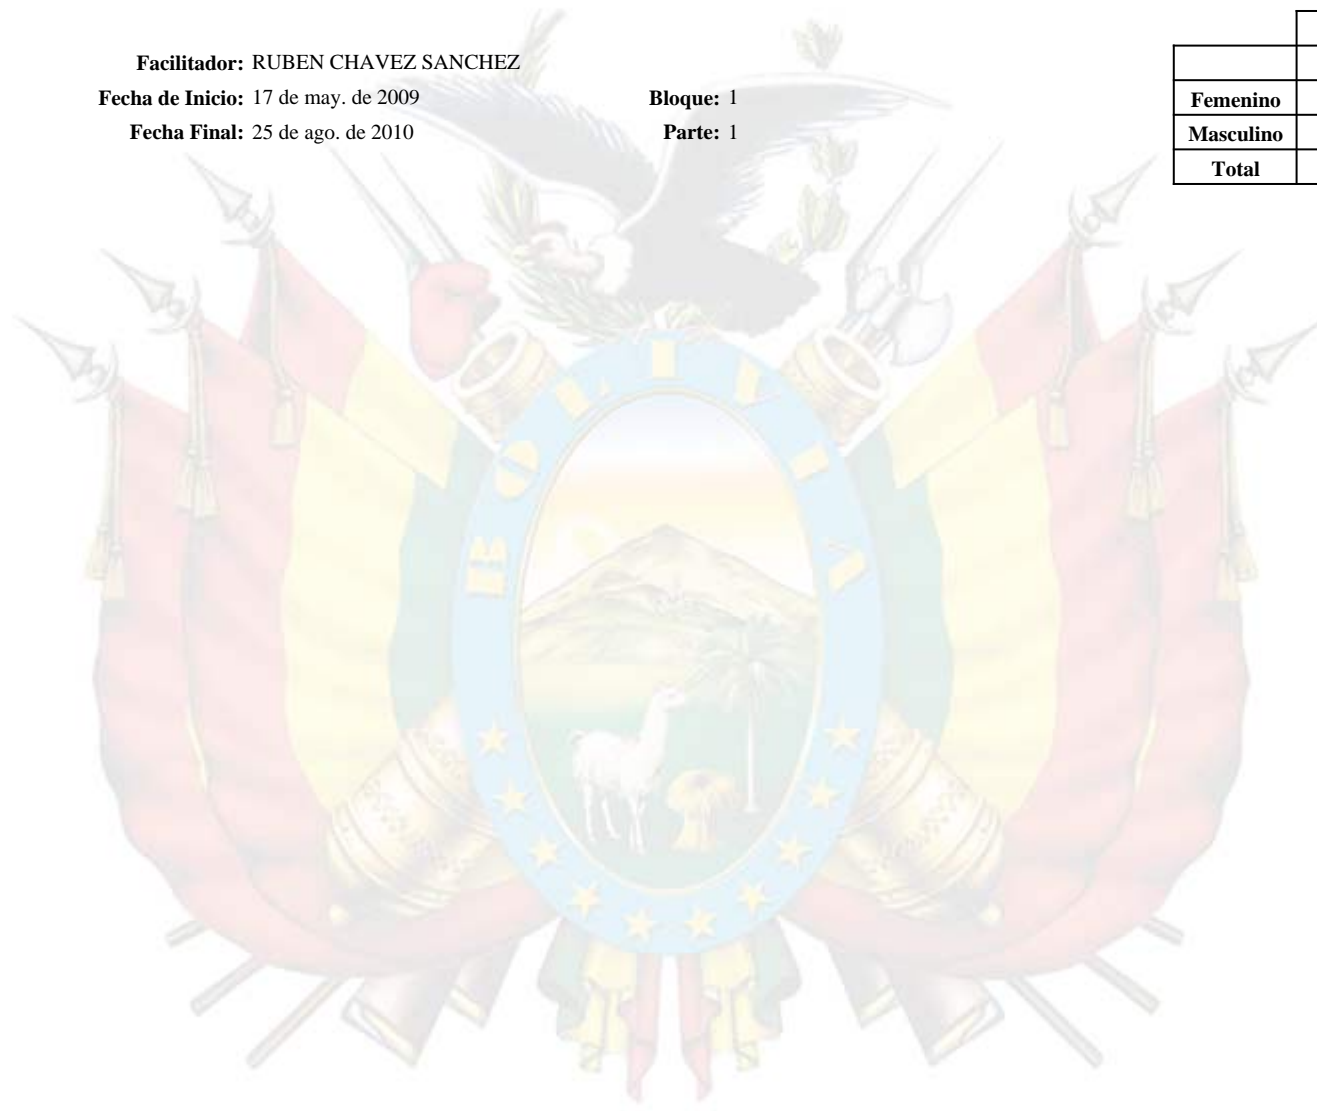 Facilitador: RUBEN CHAVEZ SANCHEZ
Fecha de Inicio: 17 de may. de 2009 Bloque: 1
Fecha Final: 25 de ago. de 2010 Parte: 1
Femenino
Masculino
Total
BOLIVIA